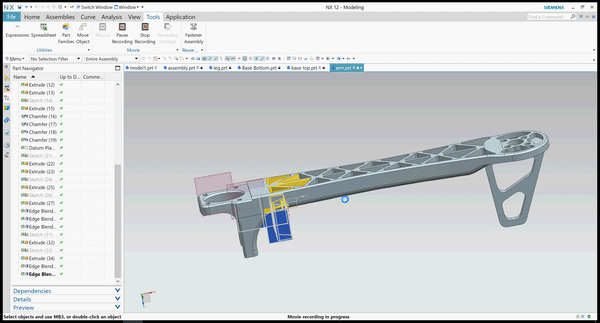 NX
Switch Window
Window
NX 12 - Modeling
SIEMENS
File Home Assemblies Curve Analysis View Tools Application
Find a Command
Expressions Spreadsheet Part Families Move Object Pause Recording Stop Recording Recording Settings Fastener Assembly
Utilities Movie Reuse ...
Menu No Selection Filter Entire Assembly
Part Navigator
model1.prt assembly.prt leg.prt Base Bottom.prt base top.prt arm.prt
Name Up to D... Comme...
Extrude (12)
Extrude (13)
Sketch (14)
Extrude (15)
Chamfer (16)
Chamfer (17)
Chamfer (18)
Chamfer (19)
Datum Pla...
Sketch (21)
Extrude (22)
Extrude (23)
Sketch (24)
Extrude (25)
Sketch (26)
Extrude (27)
Edge Blend...
Edge Blend...
Sketch (31)
Extrude (32)
Sketch (33)
Extrude (34)
Edge Blend...
Edge Blen...
Dependencies
Details
Preview
Select objects and use MB3, or double-click an object
Movie recording in progress